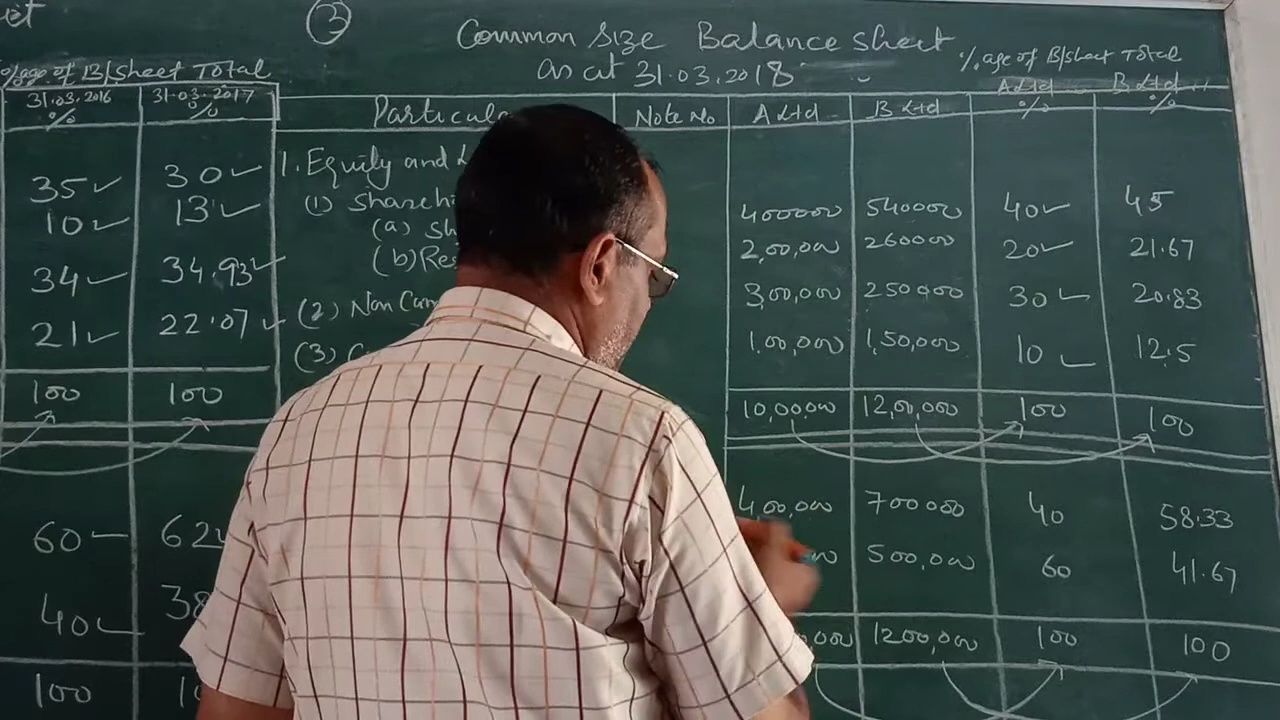 ③
Common Size Balance sheet
as at 31.03.2018
%age of B/sheet Total
31.03.2016 31.03.2017
% %
35 30
10 13
34 34.93
21 22.07
100 100
60 62
40 38
100
%age of B/sheet Total
Particula Note No A Ltd B Ltd A Ltd % B Ltd %
1. Equity and L
(1) Shareh
(a) Sh 400000 540000 40 45
(b) Res 2,00,000 260000 20 21.67
(2) Non Curr 3,00,000 250000 30 20.83
(3) C 1,00,000 1,50,000 10 12.5
10,00,000 12,00,000 100 100
4,00,000 700000 40 58.33
500,000 60 41.67
1200,000 100 100